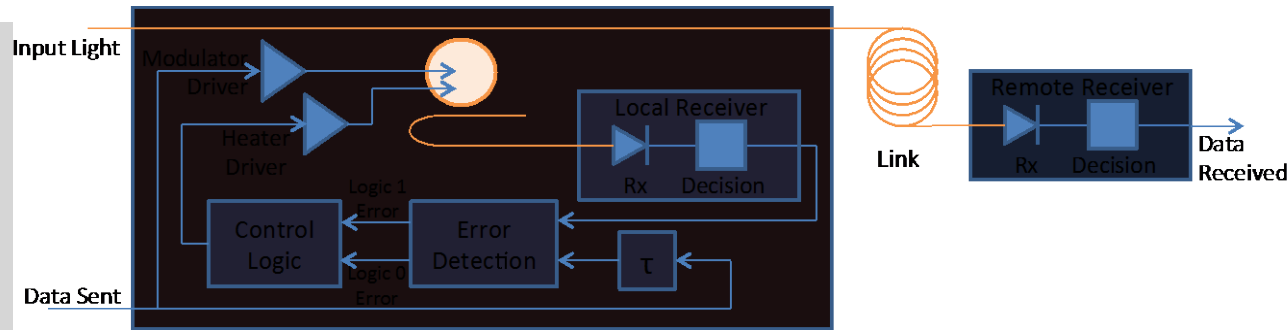 Input Light
Modulator
Driver
Heater
Driver
Local Receiver
Rx
Decision
Remote Receiver
Rx
Decision
Link
Data
Received
Logic 1
Error
Control
Logic
Error
Detection
τ
Logic 0
Error
Data Sent